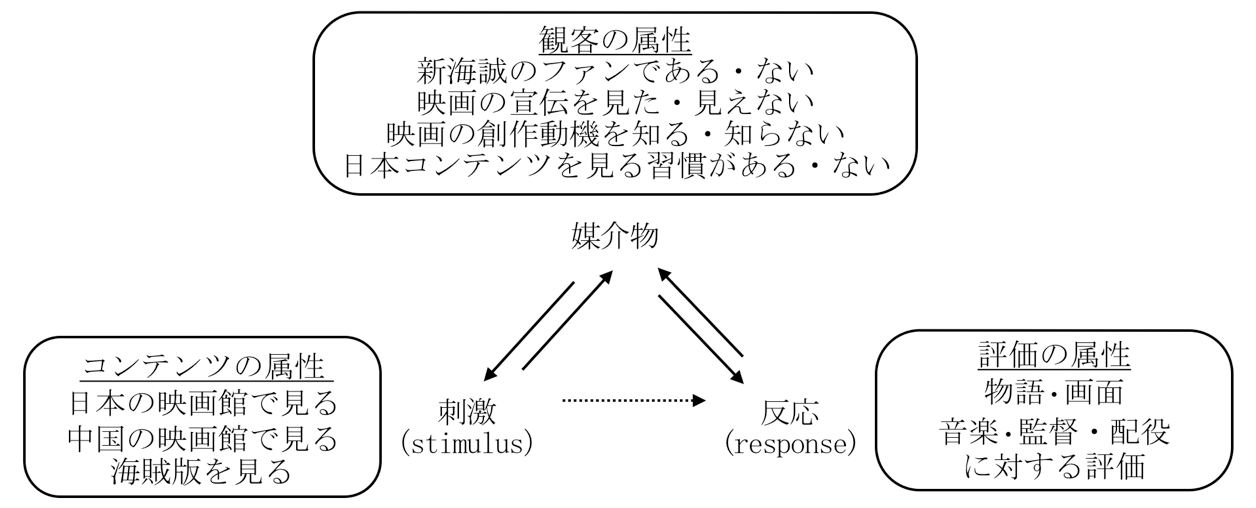 観客の属性
新海誠のファンである・ない
映画の宣伝を見た・見えない
映画の創作動機を知る・知らない
日本コンテンツを見る習慣がある・ない
媒介物
コンテンツの属性
日本の映画館で見る
中国の映画館で見る
海賊版を見る
刺激
(stimulus)
反応
(response)
評価の属性
物語・画面
音楽・監督・配役
に対する評価